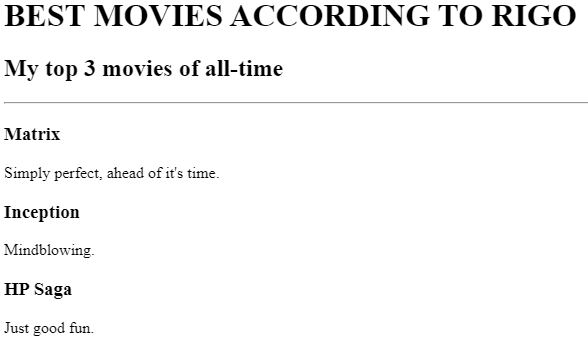 BEST MOVIES ACCORDING TO RIGO
My top 3 movies of all-time
Matrix
Simply perfect, ahead of it's time.
Inception
Mindblowing.
HP Saga
Just good fun.